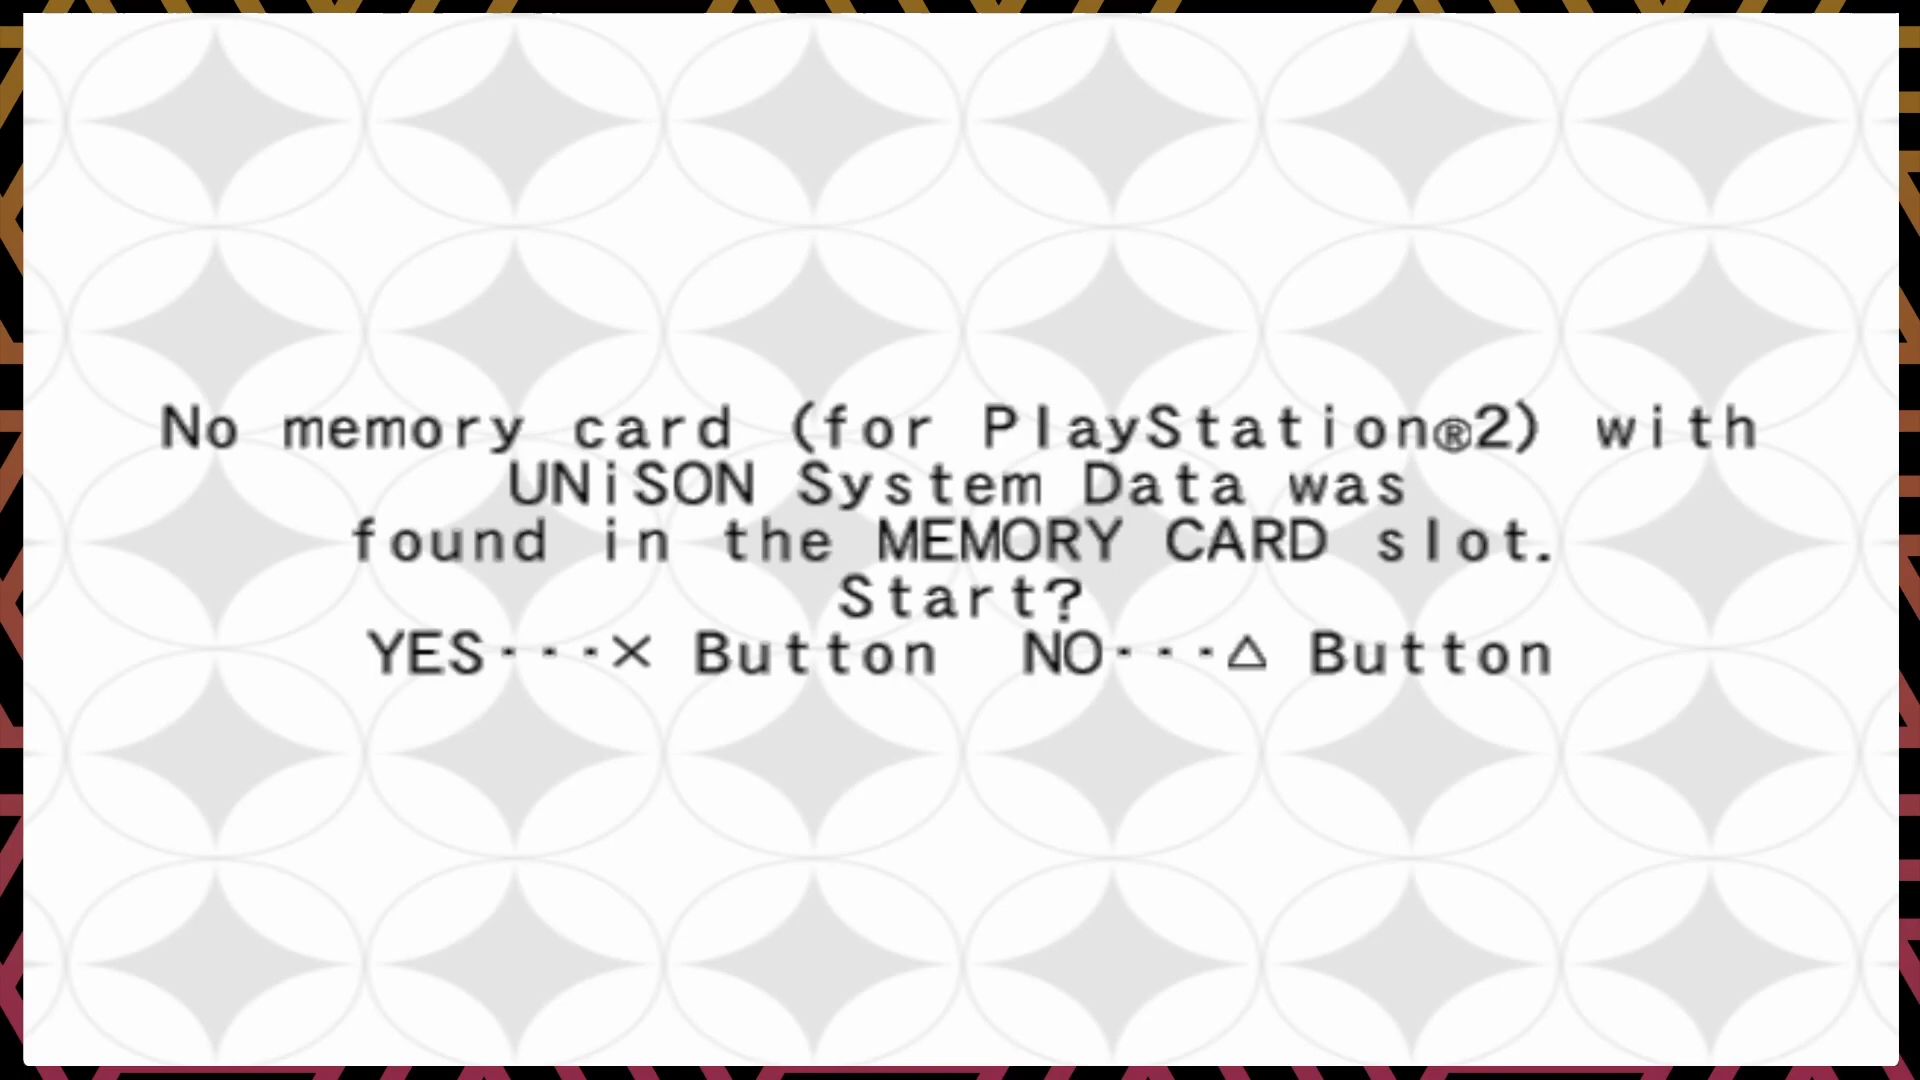 No memory card (for PlayStation®2) with
UNiSON System Data was
found in the MEMORY CARD slot.
Start?
YES・・・× Button  NO・・・△ Button